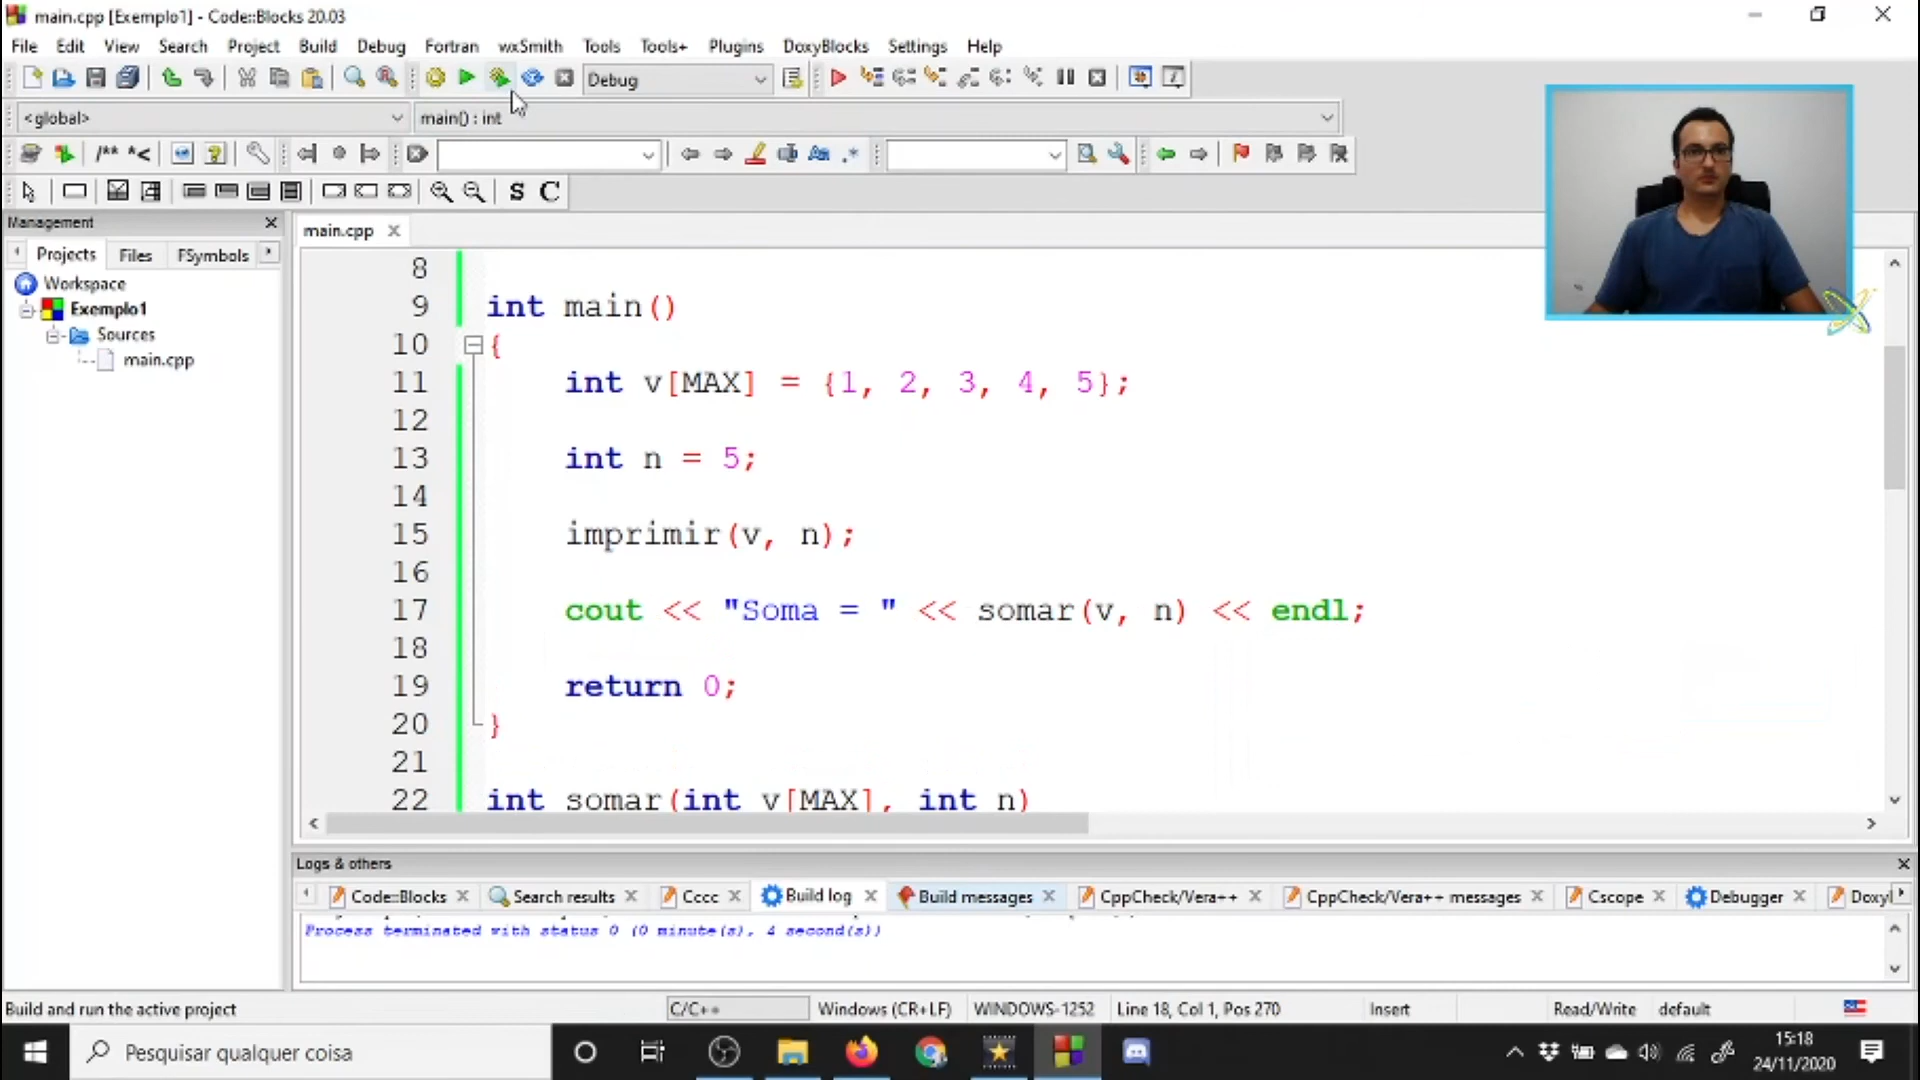 main.cpp [Exemplo1] - Code::Blocks 20.03
File Edit View Search Project Build Debug Fortran wxSmith Tools Tools+ Plugins DoxyBlocks Settings Help
Debug
<global> main() : int
/** *< Aa .*
S C
Management
Projects Files FSymbols
Workspace
Exemplo1
Sources
main.cpp
main.cpp
8
9 int main()
10 {
11 int v[MAX] = {1, 2, 3, 4, 5};
12
13 int n = 5;
14
15 imprimir(v, n);
16
17 cout << "Soma = " << somar(v, n) << endl;
18
19 return 0;
20 }
21
22 int somar(int v[MAX], int n)
Logs & others
Code::Blocks Search results Cccc Build log Build messages CppCheck/Vera++ CppCheck/Vera++ messages Cscope Debugger
Process terminated with status 0 (0 minute(s), 4 second(s))
Build and run the active project C/C++ Windows (CR+LF) WINDOWS-1252 Line 18, Col 1, Pos 270 Insert Read/Write default
Pesquisar qualquer coisa
15:18
24/11/2020